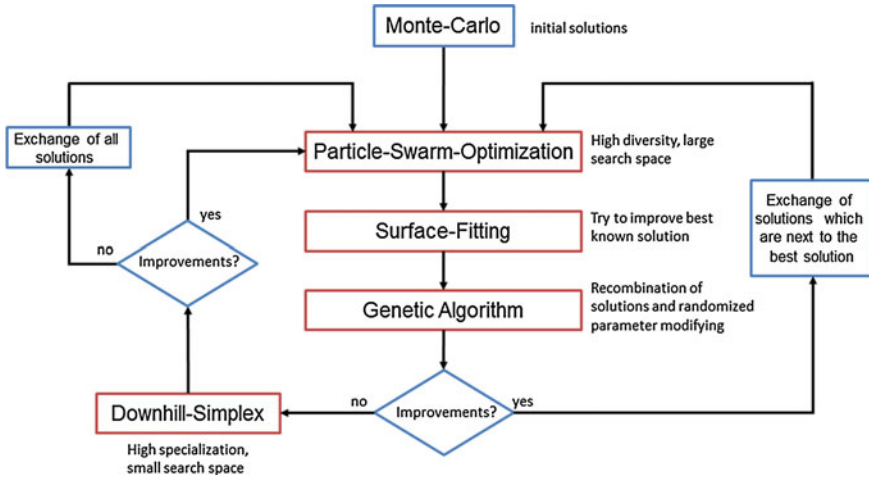 Monte-Carlo
initial solutions
Exchange of all
solutions
Particle-Swarm-Optimization
High diversity, large
search space
yes
Surface-Fitting
Try to improve best
known solution
Exchange of
solutions which
are next to the
best solution
no
Improvements?
Genetic Algorithm
Recombination of
solutions and randomized
parameter modifying
Downhill-Simplex
no
Improvements?
yes
High specialization,
small search space